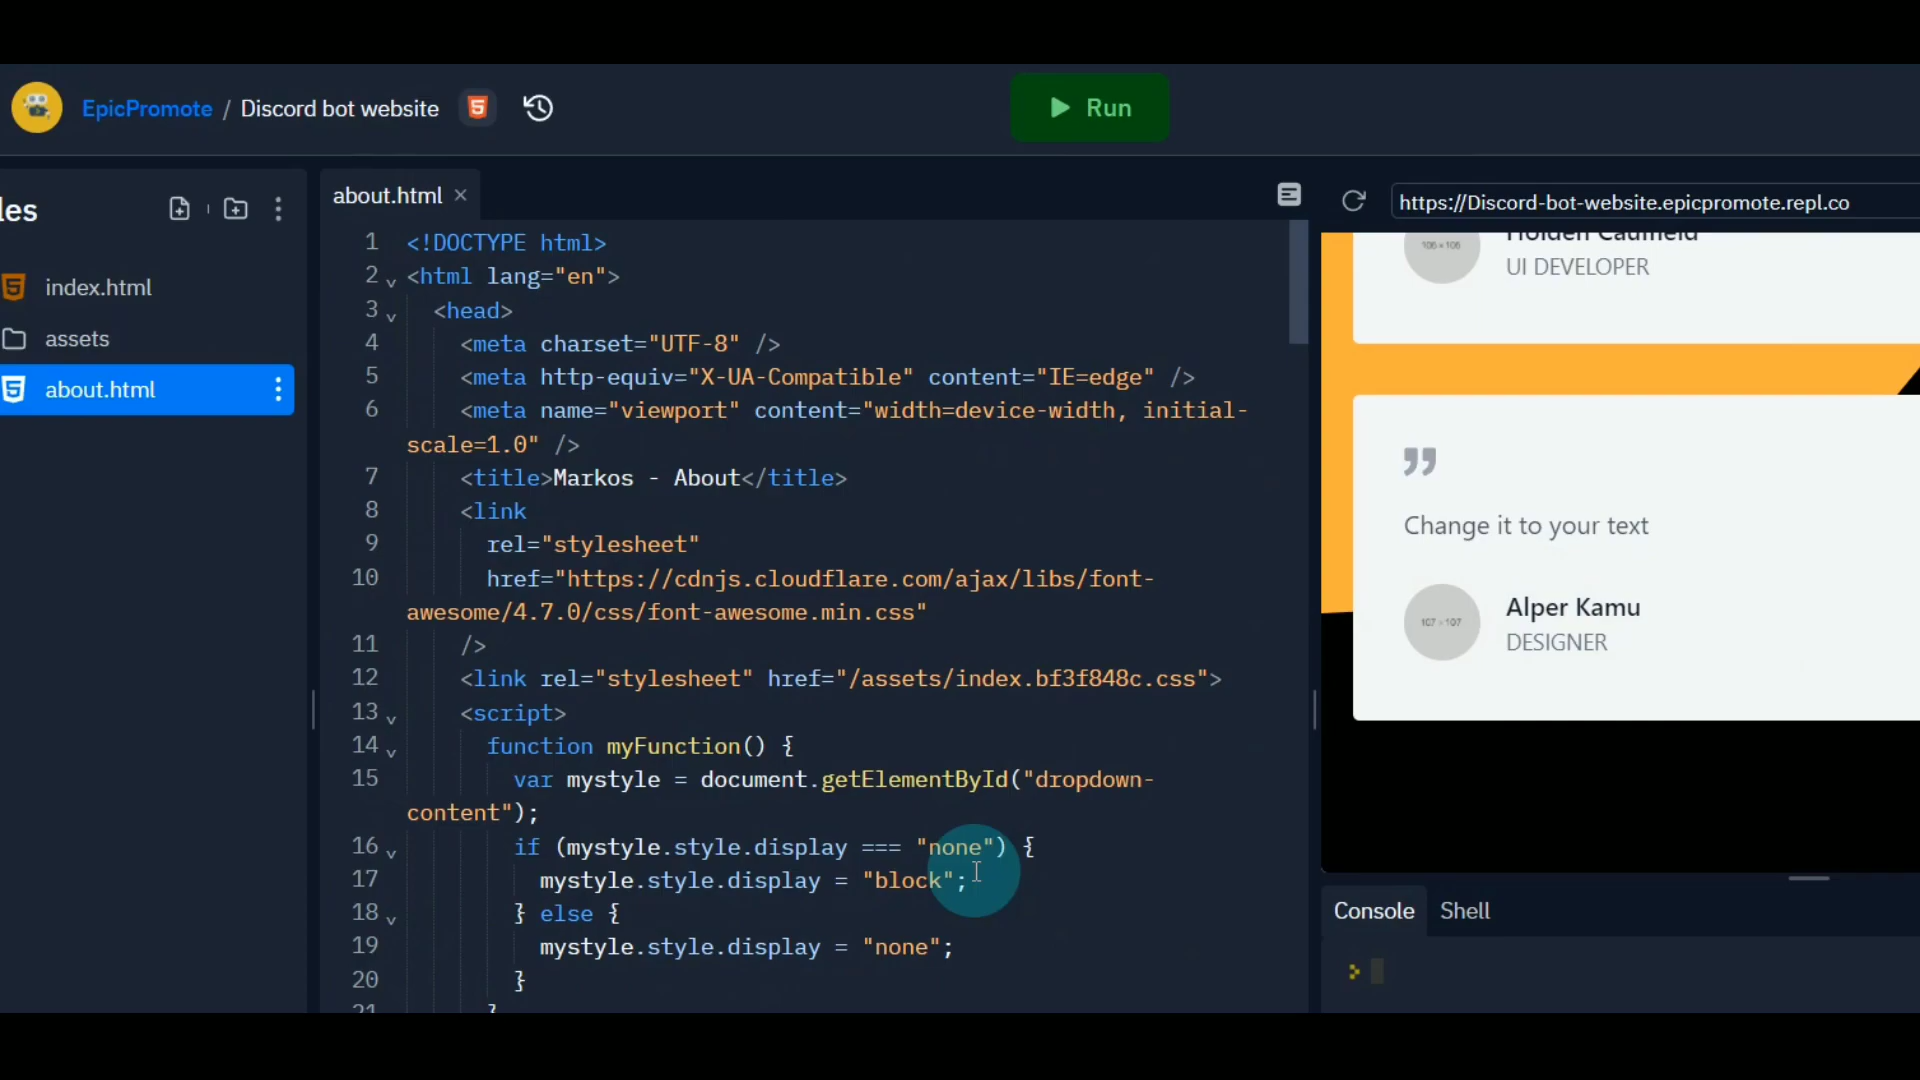 EpicPromote / Discord bot website
Run
les
index.html
assets
about.html
about.html ×
1 <!DOCTYPE html>
2 <html lang="en">
3 <head>
4 <meta charset="UTF-8" />
5 <meta http-equiv="X-UA-Compatible" content="IE=edge" />
6 <meta name="viewport" content="width=device-width, initial-
scale=1.0" />
7 <title>Markos - About</title>
8 <link
9 rel="stylesheet"
10 href="https://cdnjs.cloudflare.com/ajax/libs/font-
awesome/4.7.0/css/font-awesome.min.css"
11 />
12 <link rel="stylesheet" href="/assets/index.bf3f848c.css">
13 <script>
14 function myFunction() {
15 var mystyle = document.getElementById("dropdown-
content");
16 if (mystyle.style.display === "none") {
17 mystyle.style.display = "block";
18 } else {
19 mystyle.style.display = "none";
20 }
21 }
https://Discord-bot-website.epicpromote.repl.co
106 × 106
Holden Caulfield
UI DEVELOPER
Change it to your text
107 × 107
Alper Kamu
DESIGNER
Console Shell